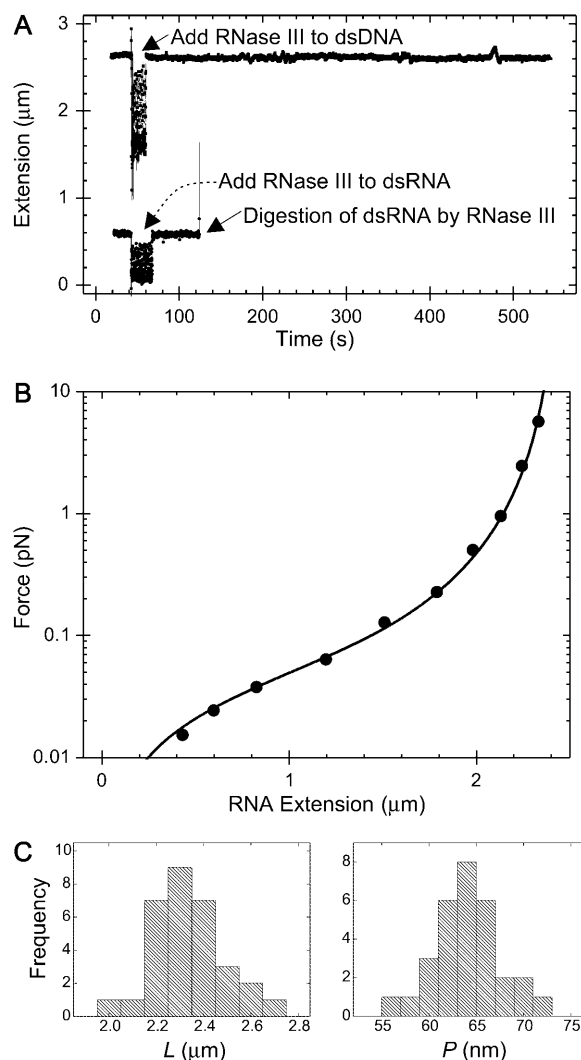 A
Add RNase III to dsDNA
Add RNase III to dsRNA
Digestion of dsRNA by RNase III
Extension (μm)
3
2
1
0
0 100 200 300 400 500
Time (s)
B
Force (pN)
10
1
0.1
0.01
0 1 2
RNA Extension (μm)
C
Frequency
10
8
6
4
2
0
2.0 2.2 2.4 2.6 2.8
L (μm)
8
6
4
2
0
55 60 65 70 75
P (nm)